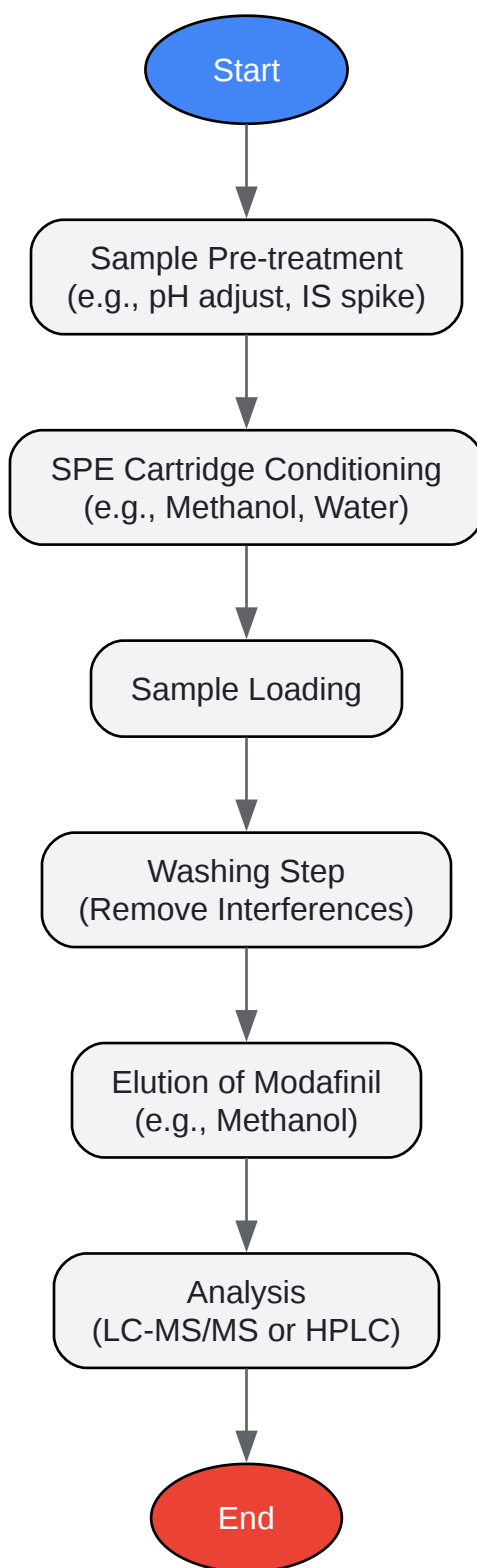 Start
Sample Pre-treatment
(e.g., pH adjust, IS spike)
SPE Cartridge Conditioning
(e.g., Methanol, Water)
Sample Loading
Washing Step
(Remove Interferences)
Elution of Modafinil
(e.g., Methanol)
Analysis
(LC-MS/MS or HPLC)
End